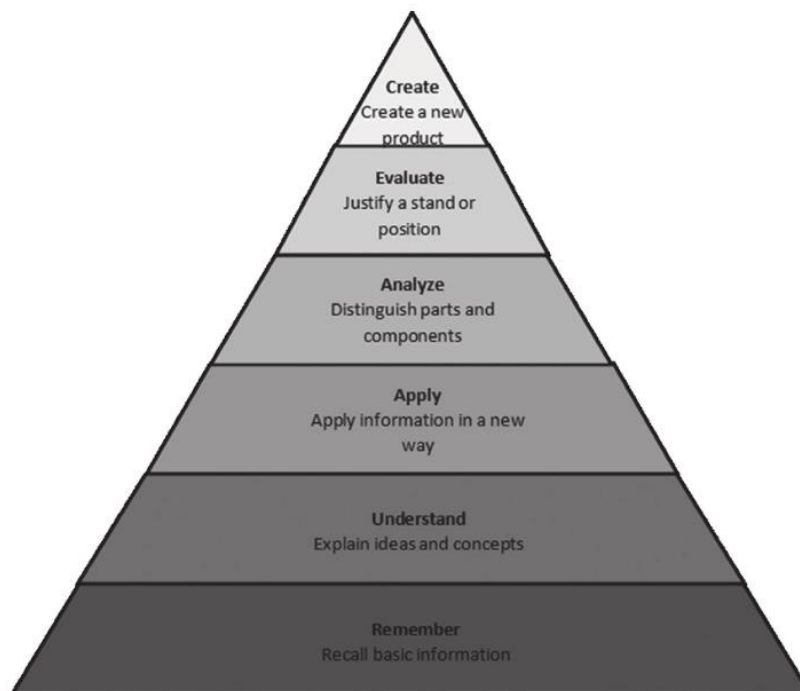 Create
Create a new
product
Evaluate
Justify a stand or
position
Analyze
Distinguish parts and
components
Apply
Apply information in a new
way
Understand
Explain ideas and concepts
Remember
Recall basic information